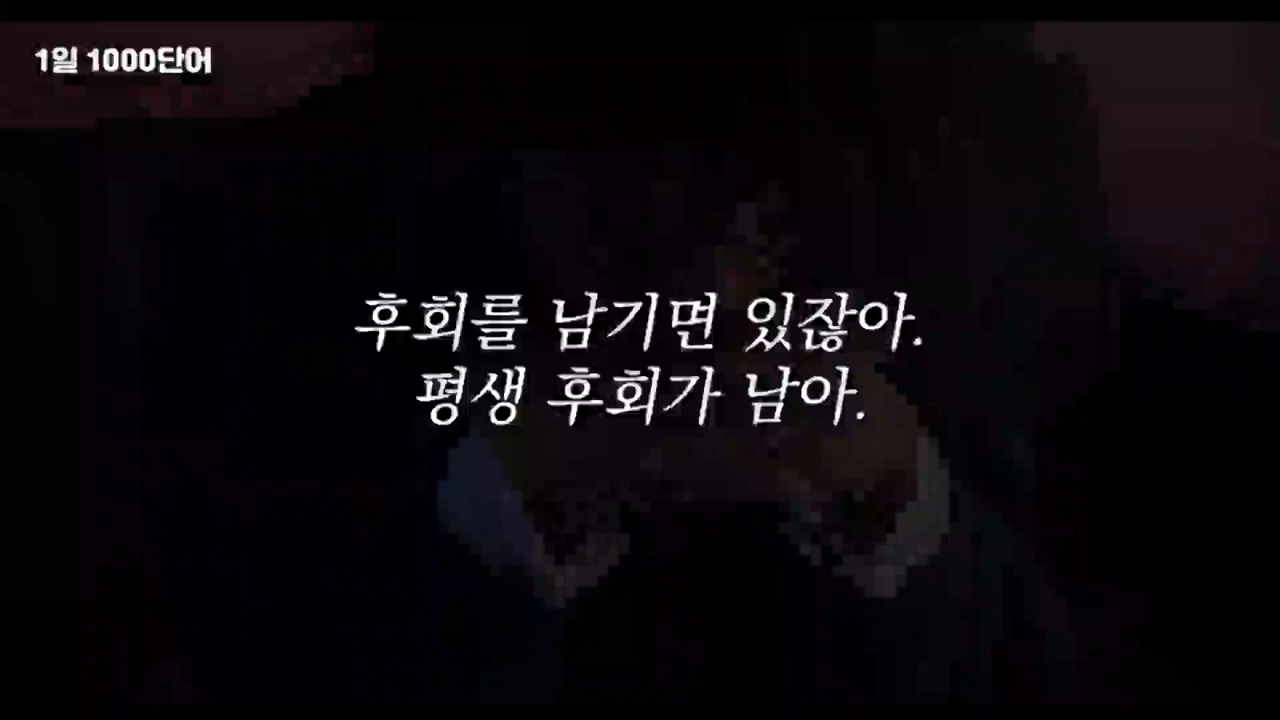 1일 1000단어
후회를 남기면 있잖아.
평생 후회가 남아.